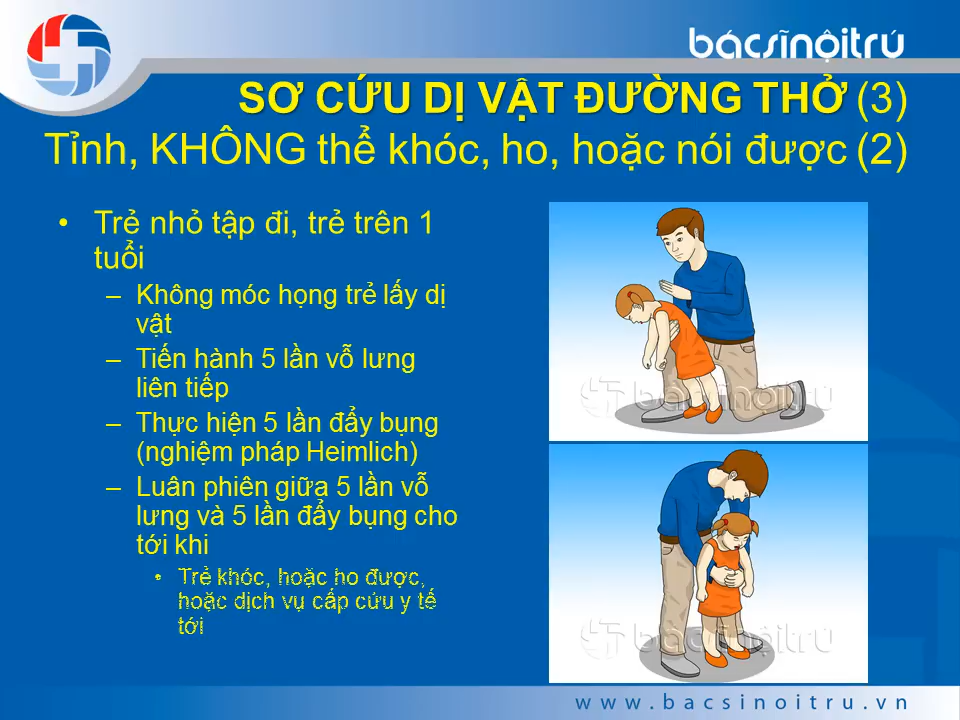 bácsĩnộitrú
SƠ CỨU DỊ VẬT ĐƯỜNG THỞ (3)
Tỉnh, KHÔNG thể khóc, ho, hoặc nói được (2)
• Trẻ nhỏ tập đi, trẻ trên 1
tuổi
– Không móc họng trẻ lấy dị
vật
– Tiến hành 5 lần vỗ lưng
liên tiếp
– Thực hiện 5 lần đẩy bụng
(nghiệm pháp Heimlich)
– Luân phiên giữa 5 lần vỗ
lưng và 5 lần đẩy bụng cho
tới khi
• Trẻ khóc, hoặc ho được,
hoặc dịch vụ cấp cứu y tế
tới
bácsĩnộitrú
bácsĩnộitrú
www.bacsinoitru.vn